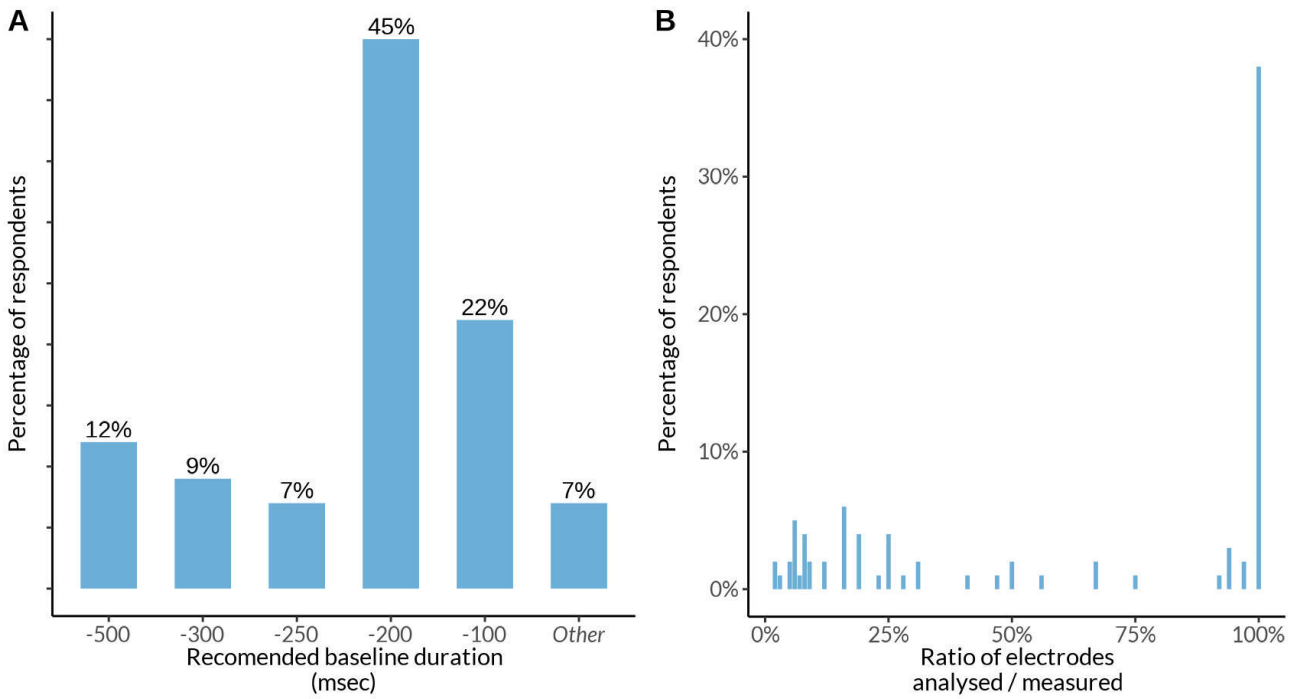 A
Percentage of respondents
12%
9%
7%
45%
22%
7%
-500
-300
-250
-200
-100
Other
Recomended baseline duration
(msec)
B
Percentage of respondents
40%
30%
20%
10%
0%
0%
25%
50%
75%
100%
Ratio of electrodes
analysed / measured